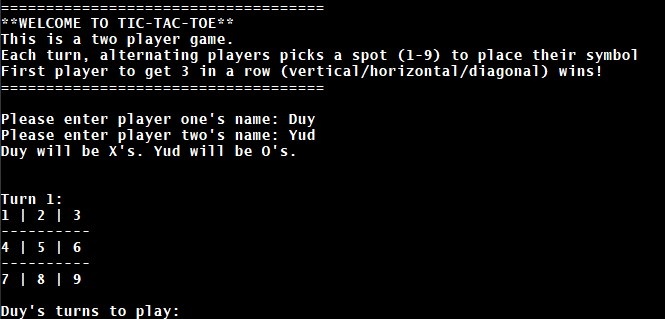 ====================================
**WELCOME TO TIC-TAC-TOE**
This is a two player game.
Each turn, alternating players picks a spot (1-9) to place their symbol
First player to get 3 in a row (vertical/horizontal/diagonal) wins!
====================================
Please enter player one's name: Duy
Please enter player two's name: Yud
Duy will be X's. Yud will be O's.
Turn 1:
1 | 2 | 3
----------
4 | 5 | 6
----------
7 | 8 | 9
Duy's turns to play: